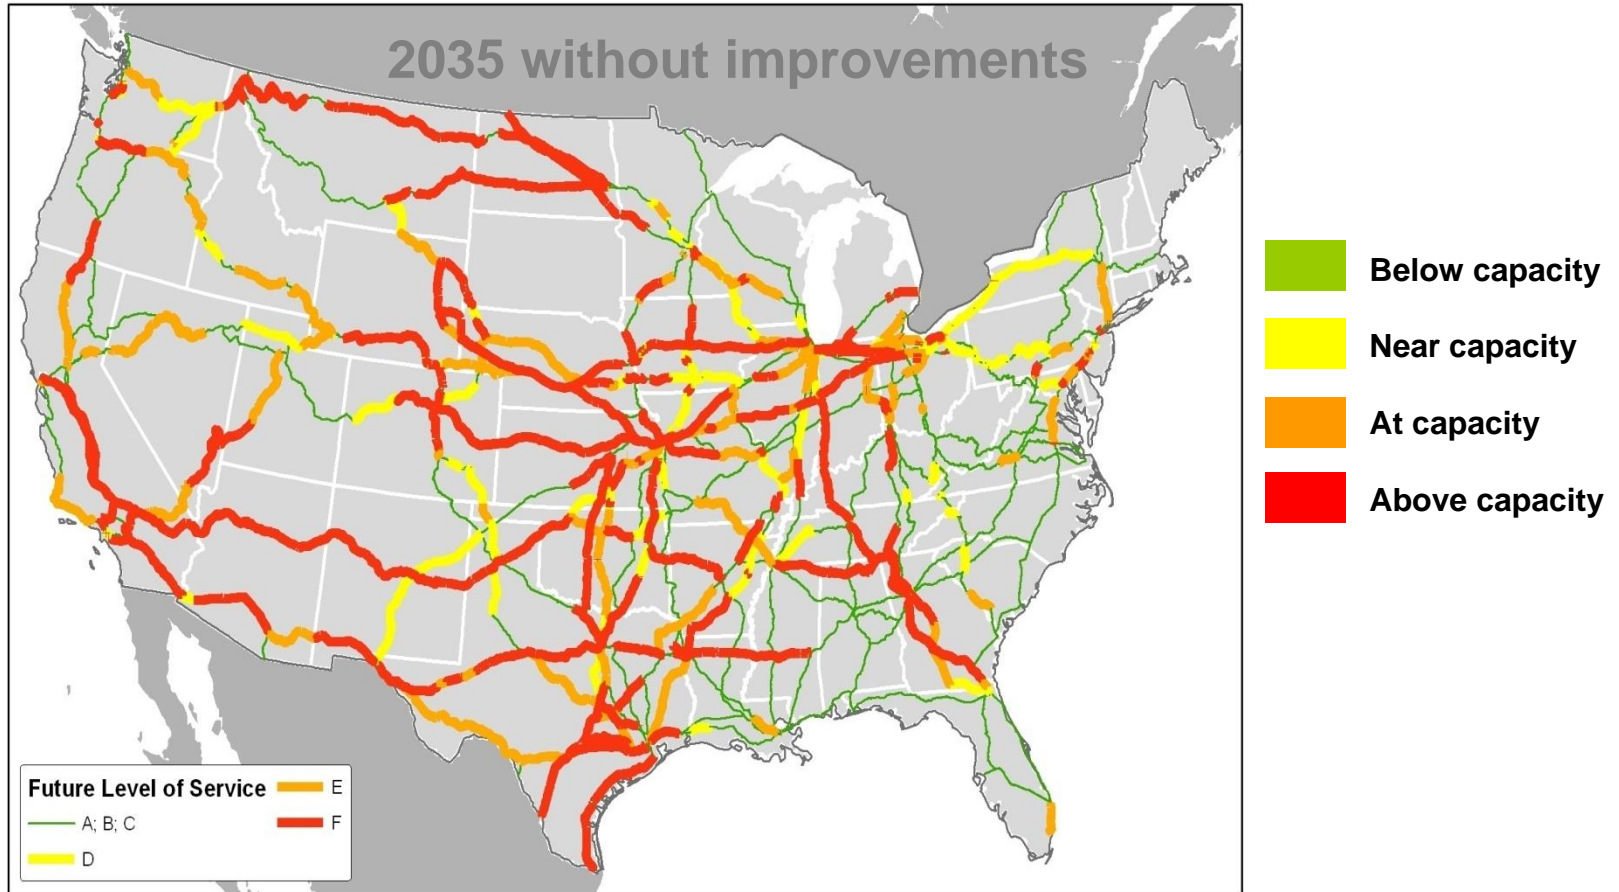 2035 without improvements
Below capacity
Near capacity
At capacity
Above capacity
Future Level of Service
A; B; C
D
E
F